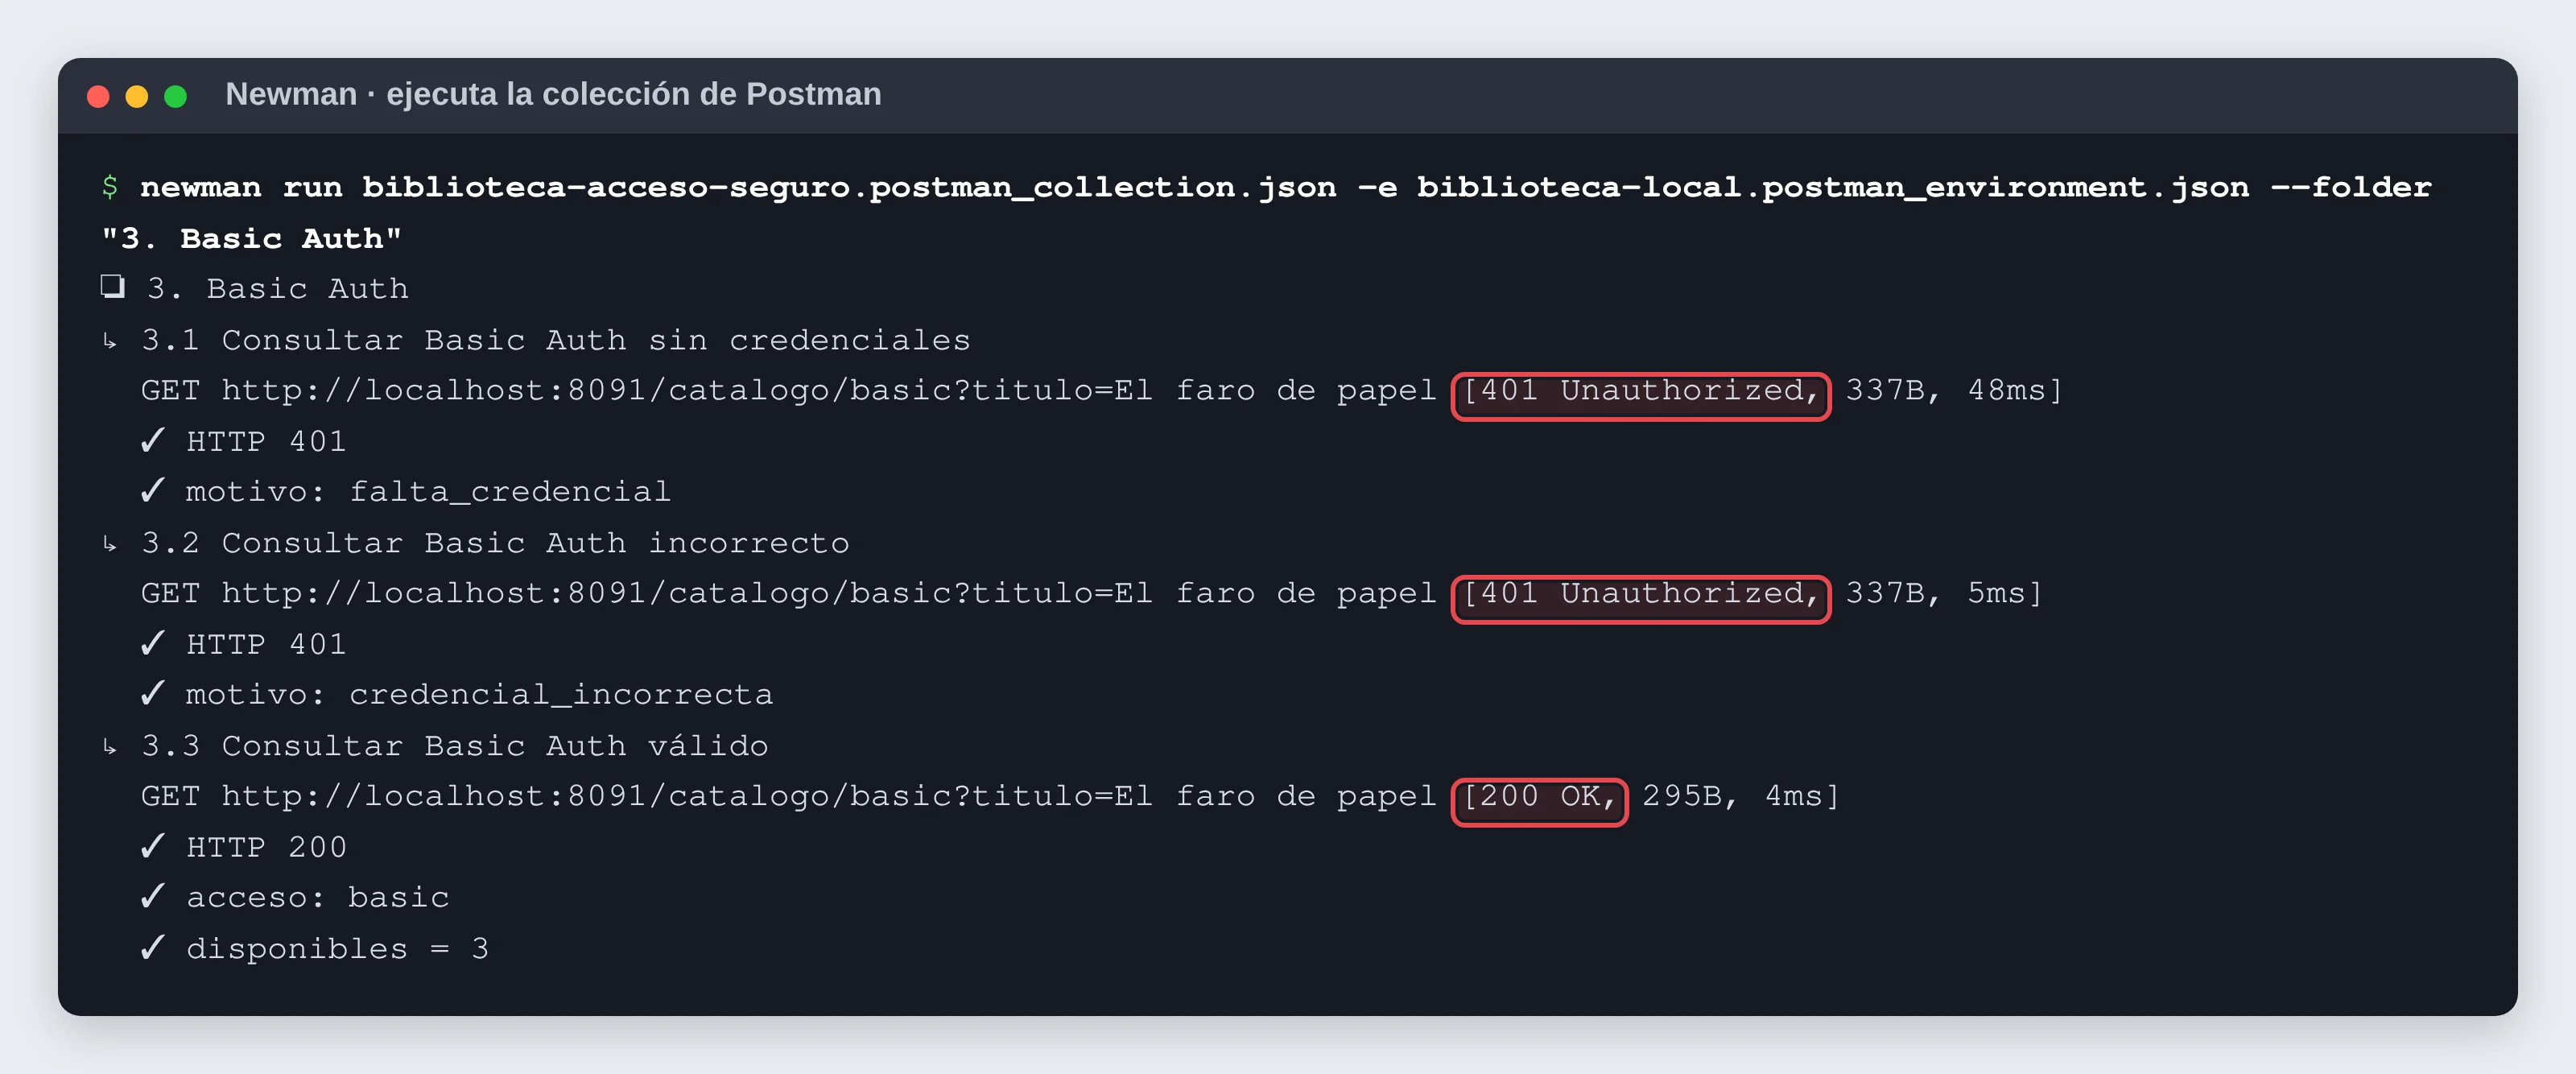 Newman · ejecuta la colección de Postman
$ newman run biblioteca-acceso-seguro.postman_collection.json -e biblioteca-local.postman_environment.json --folder
"3. Basic Auth"
❏ 3. Basic Auth
↳ 3.1 Consultar Basic Auth sin credenciales
GET http://localhost:8091/catalogo/basic?titulo=El faro de papel [401 Unauthorized, 337B, 48ms]
✓ HTTP 401
✓ motivo: falta_credencial
↳ 3.2 Consultar Basic Auth incorrecto
GET http://localhost:8091/catalogo/basic?titulo=El faro de papel [401 Unauthorized, 337B, 5ms]
✓ HTTP 401
✓ motivo: credencial_incorrecta
↳ 3.3 Consultar Basic Auth válido
GET http://localhost:8091/catalogo/basic?titulo=El faro de papel [200 OK, 295B, 4ms]
✓ HTTP 200
✓ acceso: basic
✓ disponibles = 3